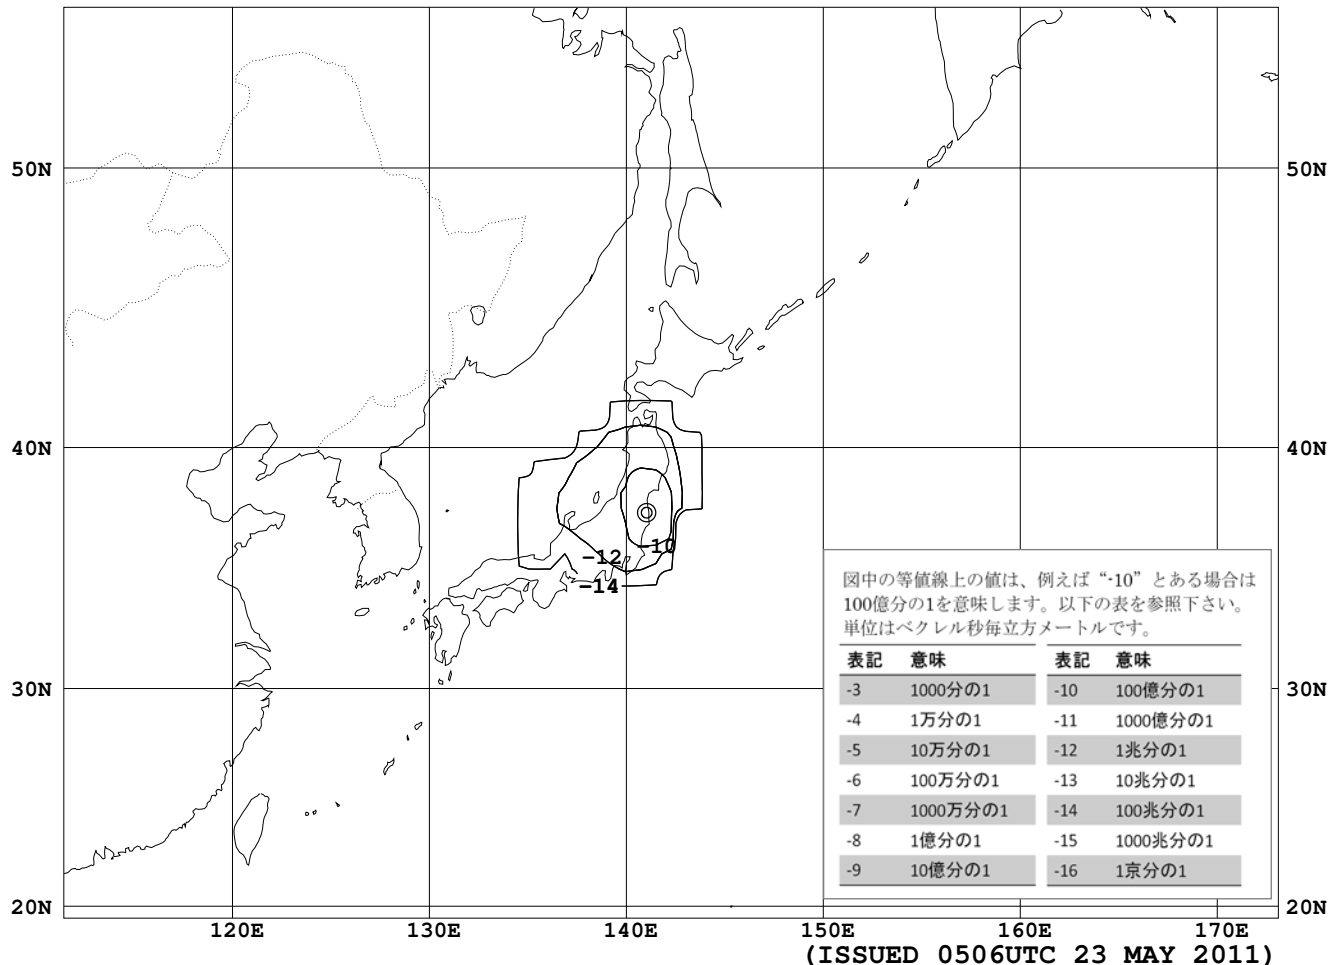 50N 50N
40N 40N
-10
-12
-14
図中の等値線上の値は、例えば“-10”とある場合は
100億分の1を意味します。以下の表を参照下さい。
単位はベクレル秒毎立方メートルです。
表記 意味 表記 意味
-3 1000分の1 -10 100億分の1
-4 1万分の1 -11 1000億分の1
-5 10万分の1 -12 1兆分の1
-6 100万分の1 -13 10兆分の1
-7 1000万分の1 -14 100兆分の1
-8 1億分の1 -15 1000兆分の1
-9 10億分の1 -16 1京分の1
30N 30N
20N 20N
120E 130E 140E 150E 160E 170E
(ISSUED 0506UTC 23 MAY 2011)